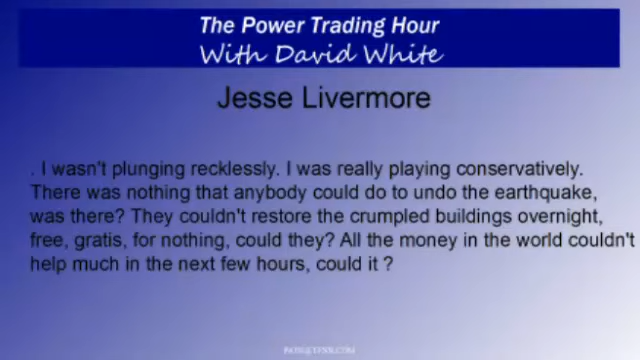 The Power Trading Hour
With David White
Jesse Livermore
. I wasn't plunging recklessly. I was really playing conservatively.
There was nothing that anybody could do to undo the earthquake,
was there? They couldn't restore the crumpled buildings overnight,
free, gratis, for nothing, could they? All the money in the world couldn't
help much in the next few hours, could it ?